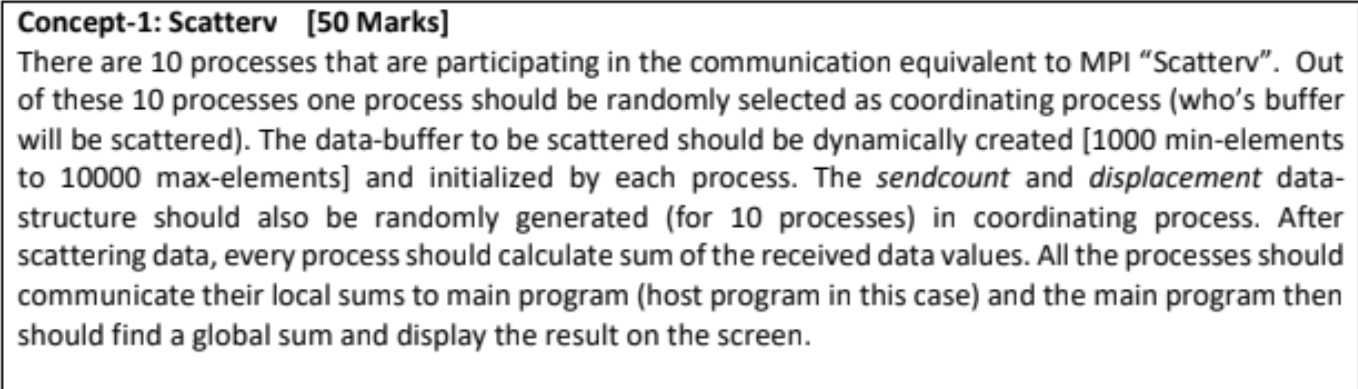 Concept-1: Scatterv [50 Marks]
There are 10 processes that are participating in the communication equivalent to MPI “Scatterv”. Out
of these 10 processes one process should be randomly selected as coordinating process (who’s buffer
will be scattered). The data-buffer to be scattered should be dynamically created [1000 min-elements
to 10000 max-elements] and initialized by each process. The sendcount and displacement data-
structure should also be randomly generated (for 10 processes) in coordinating process. After
scattering data, every process should calculate sum of the received data values. All the processes should
communicate their local sums to main program (host program in this case) and the main program then
should find a global sum and display the result on the screen.